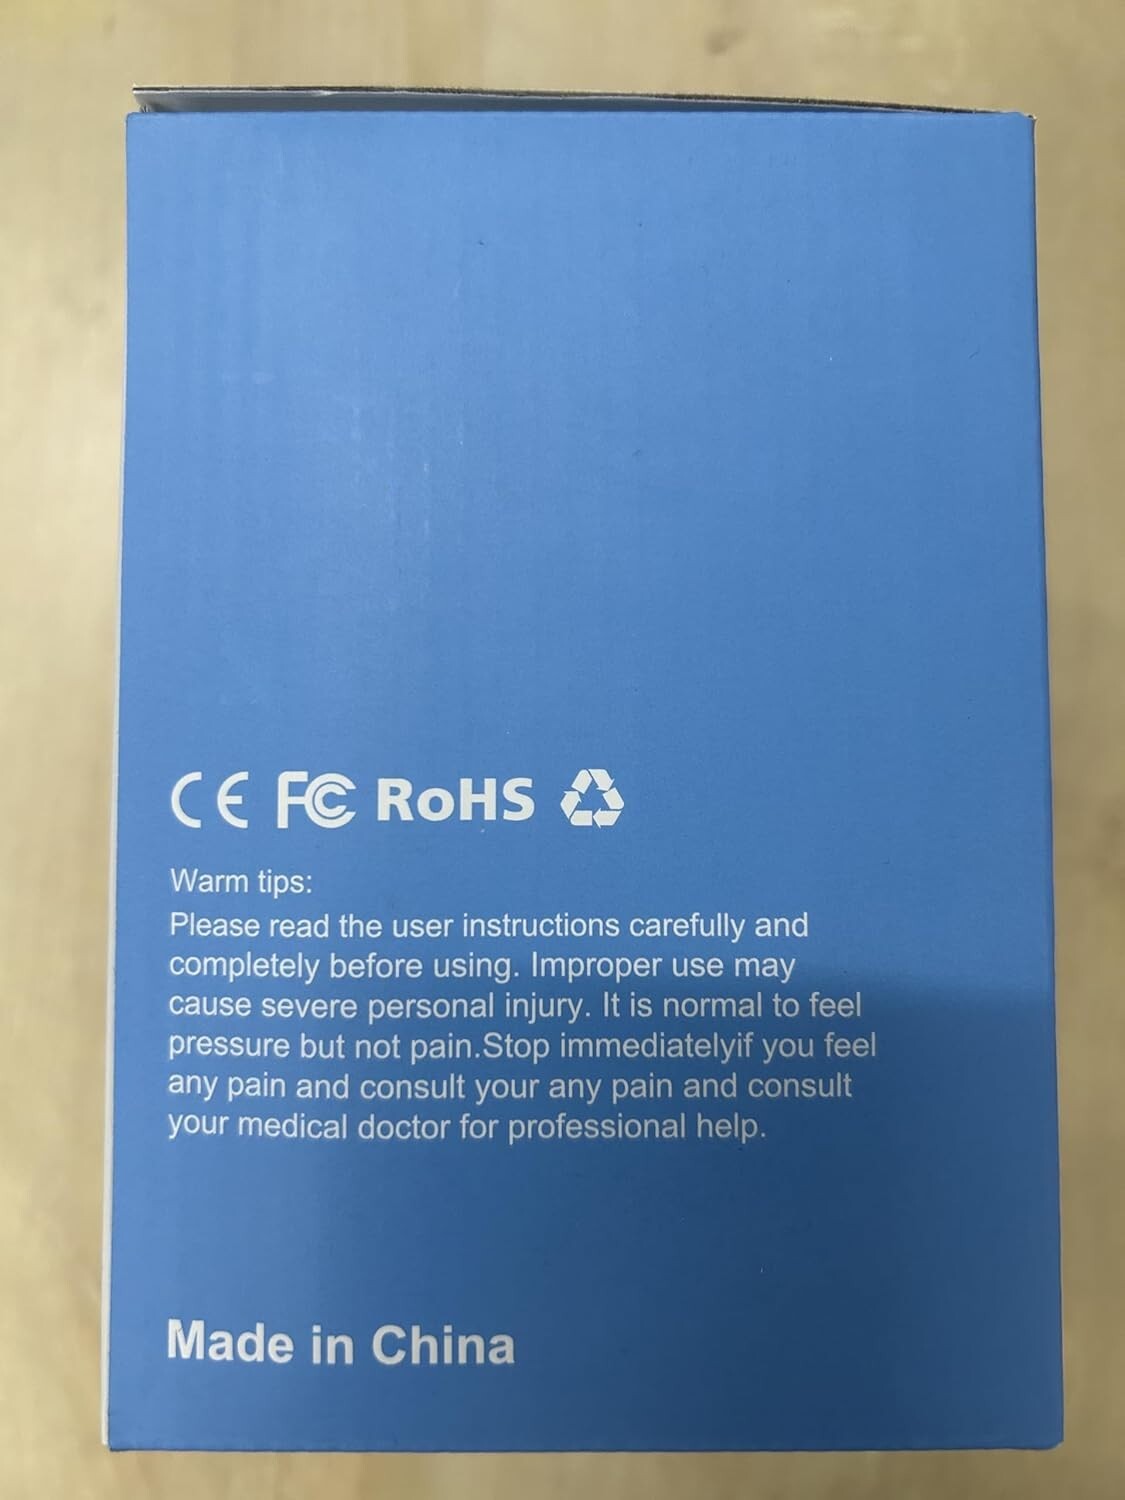 CE FC RoHS
Warm tips:
Please read the user instructions carefully and
completely before using. Improper use may
cause severe personal injury. It is normal to feel
pressure but not pain.Stop immediatelyif you feel
any pain and consult your any pain and consult
your medical doctor for professional help.
Made in China